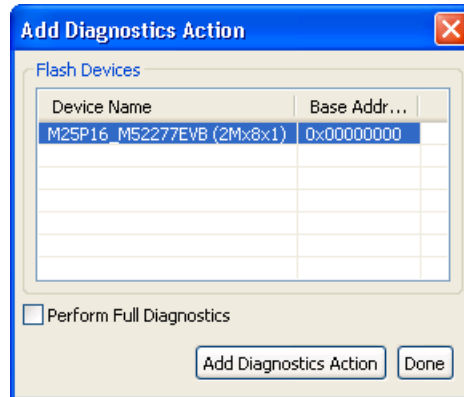 Add Diagnostics Action
Flash Devices
Device Name Base Addr...
M25P16_M52277EVB (2Mx8x1) 0x00000000
Perform Full Diagnostics
Add Diagnostics Action Done